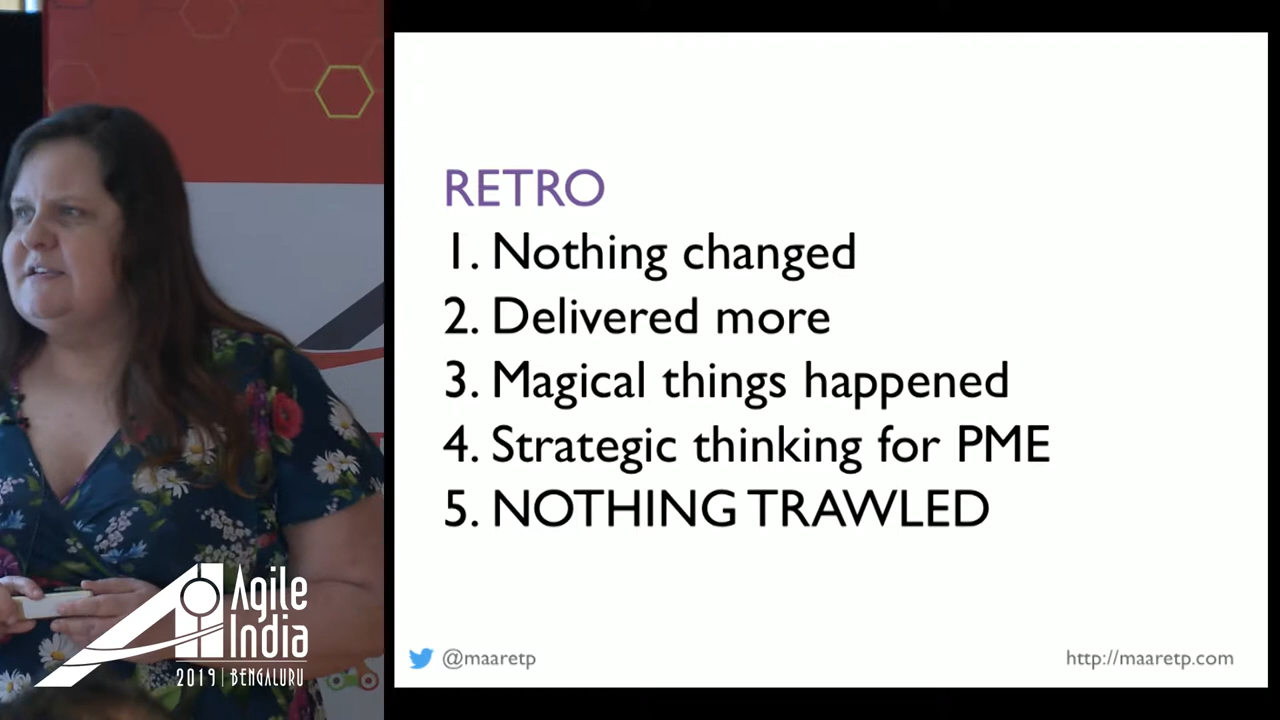 RETRO
1. Nothing changed
2. Delivered more
3. Magical things happened
4. Strategic thinking for PME
5. NOTHING TRAWLED
@maaretp
http://maaretp.com
Agile
India
2019 | BENGALURU